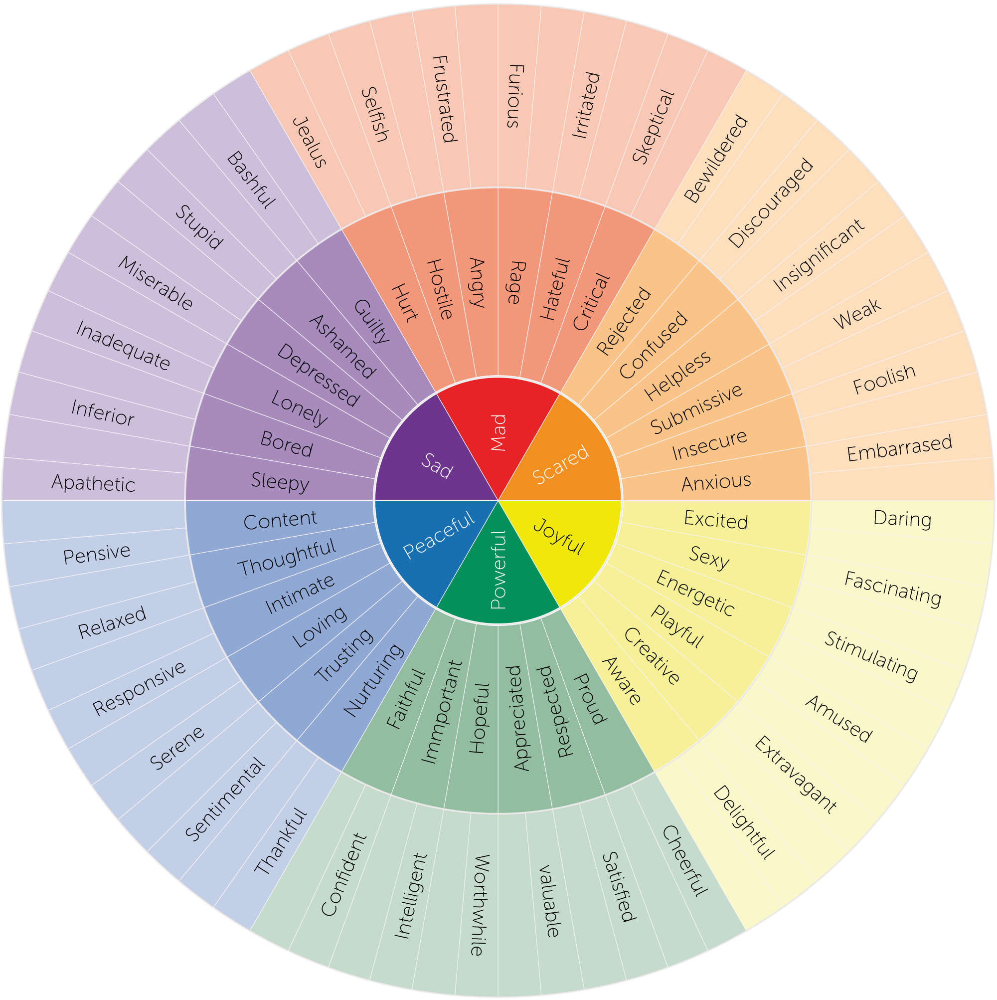 Mad
Scared
Joyful
Powerful
Peaceful
Sad
Hurt
Hostile
Angry
Rage
Hateful
Critical
Rejected
Confused
Helpless
Submissive
Insecure
Anxious
Excited
Sexy
Energetic
Playful
Creative
Aware
Proud
Respected
Appreciated
Hopeful
Immportant
Faithful
Nurturing
Trusting
Loving
Intimate
Thoughtful
Content
Sleepy
Bored
Lonely
Depressed
Ashamed
Guilty
Jealus
Selfish
Frustrated
Furious
Irritated
Skeptical
Bewildered
Discouraged
Insignificant
Weak
Foolish
Embarrased
Daring
Fascinating
Stimulating
Amused
Extravagant
Delightful
Cheerful
Satisfied
valuable
Worthwhile
Intelligent
Confident
Thankful
Sentimental
Serene
Responsive
Relaxed
Pensive
Apathetic
Inferior
Inadequate
Miserable
Stupid
Bashful